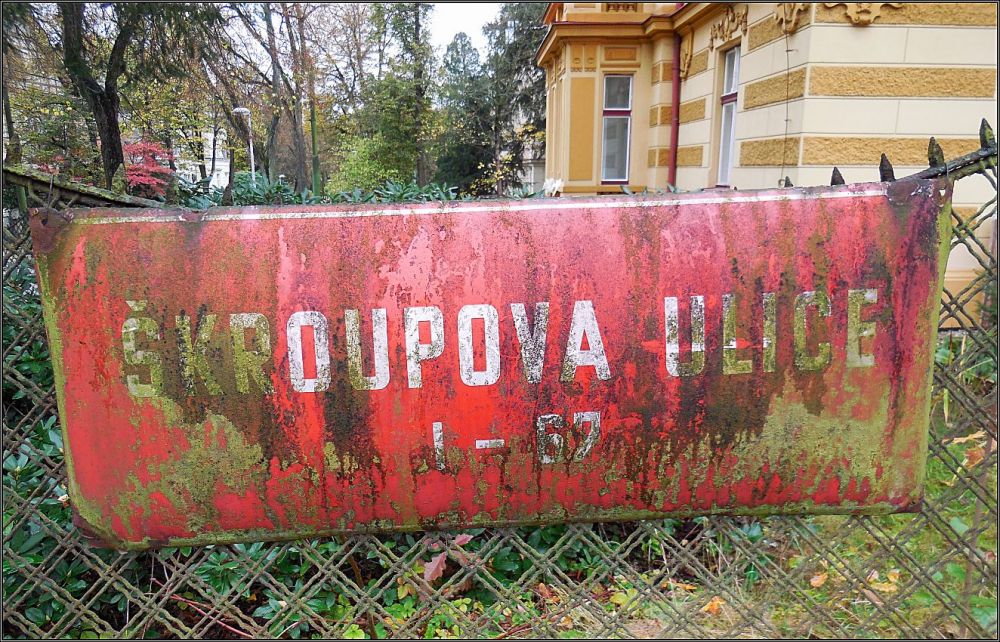 ŠKROUPOVA ULICE
1 - 67